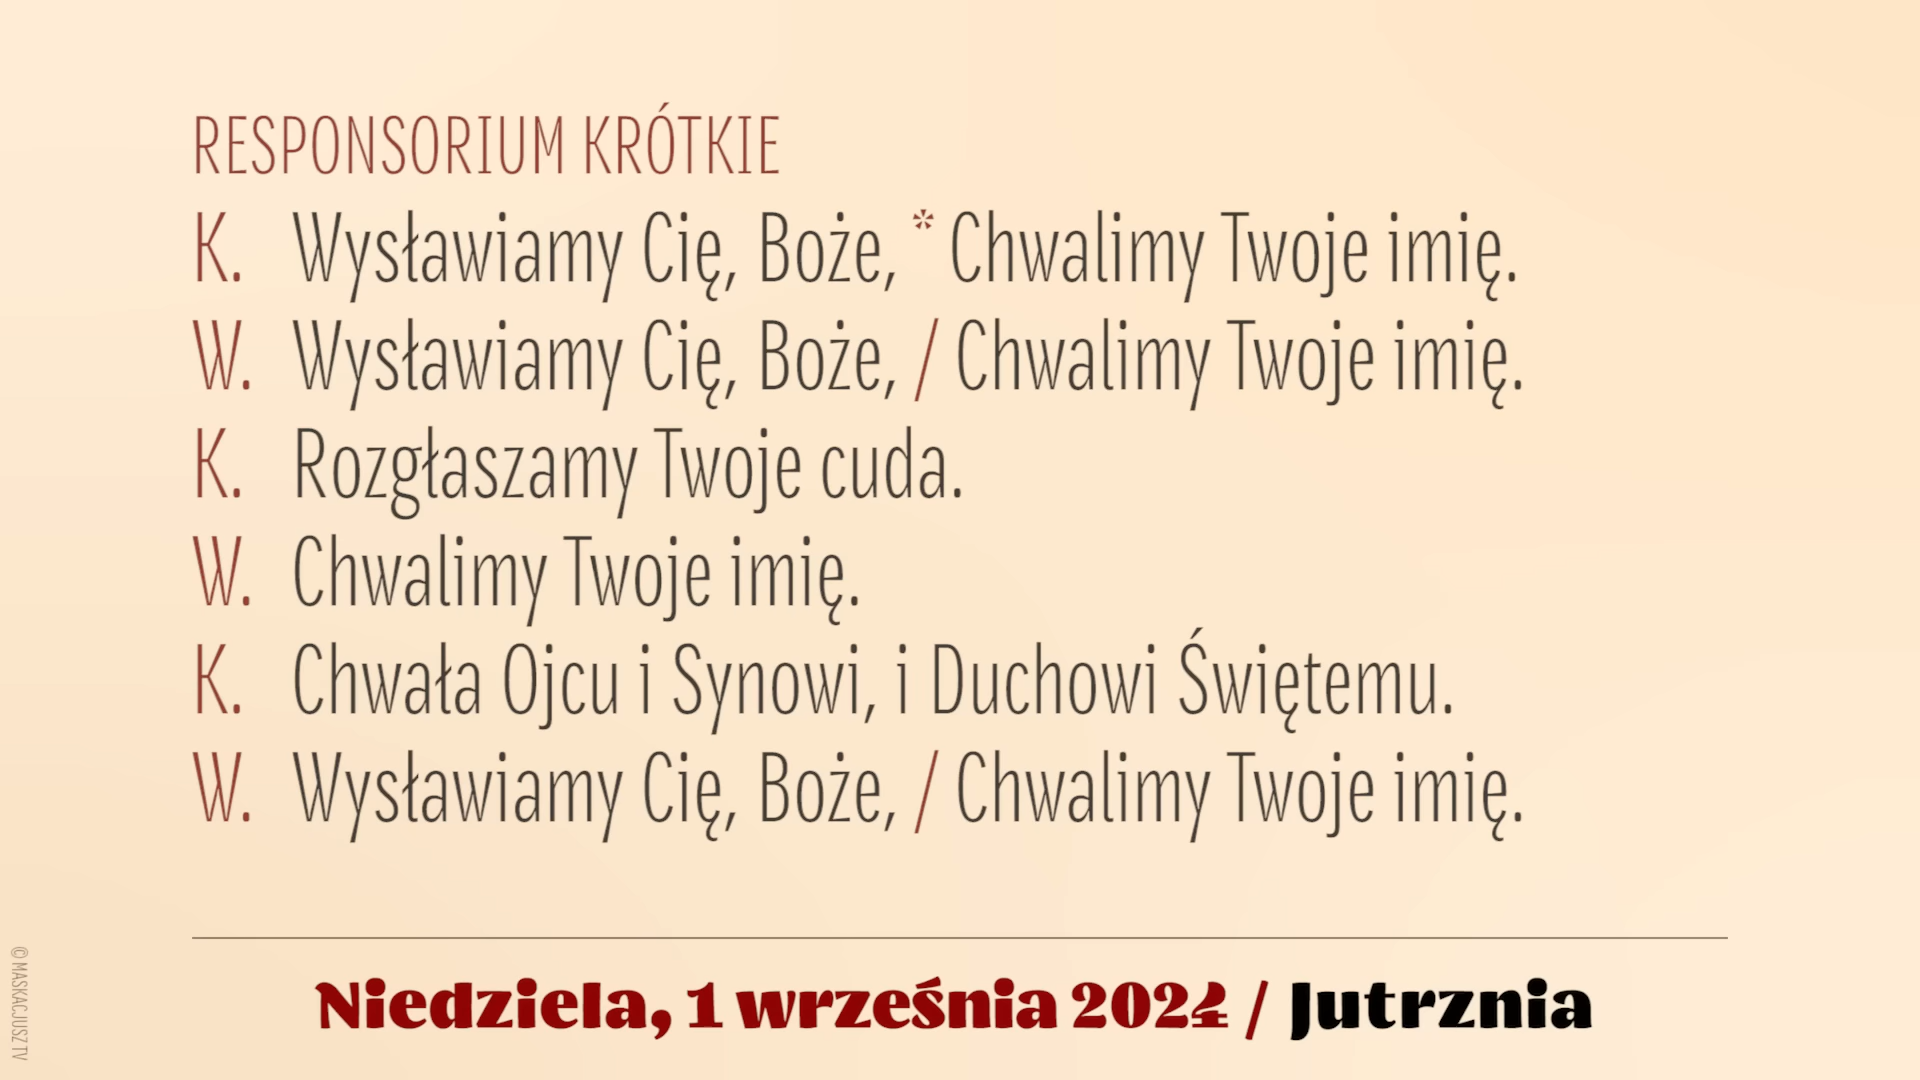 RESPONSORIUM KRÓTKIE
K. Wysławiamy Cię, Boże, * Chwalimy Twoje imię.
W. Wysławiamy Cię, Boże, / Chwalimy Twoje imię.
K. Rozgłaszamy Twoje cuda.
W. Chwalimy Twoje imię.
K. Chwała Ojcu i Synowi, i Duchowi Świętemu.
W. Wysławiamy Cię, Boże, / Chwalimy Twoje imię.
Niedziela, 1 września 2024 / Jutrznia
© MASKACJUSZ TV